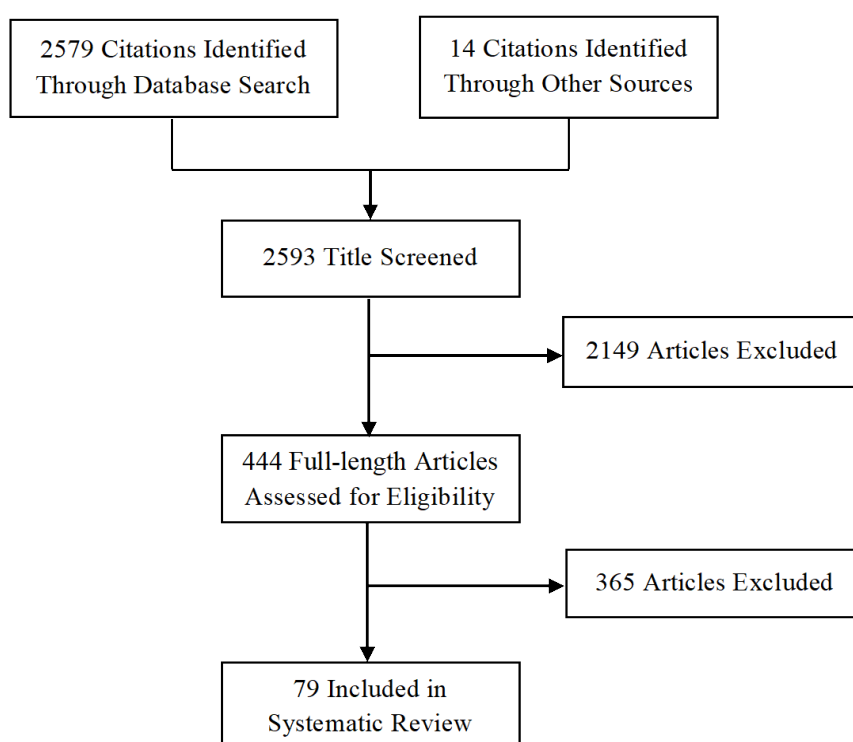 2579 Citations Identified
Through Database Search
14 Citations Identified
Through Other Sources
2593 Title Screened
2149 Articles Excluded
444 Full-length Articles
Assessed for Eligibility
365 Articles Excluded
79 Included in
Systematic Review